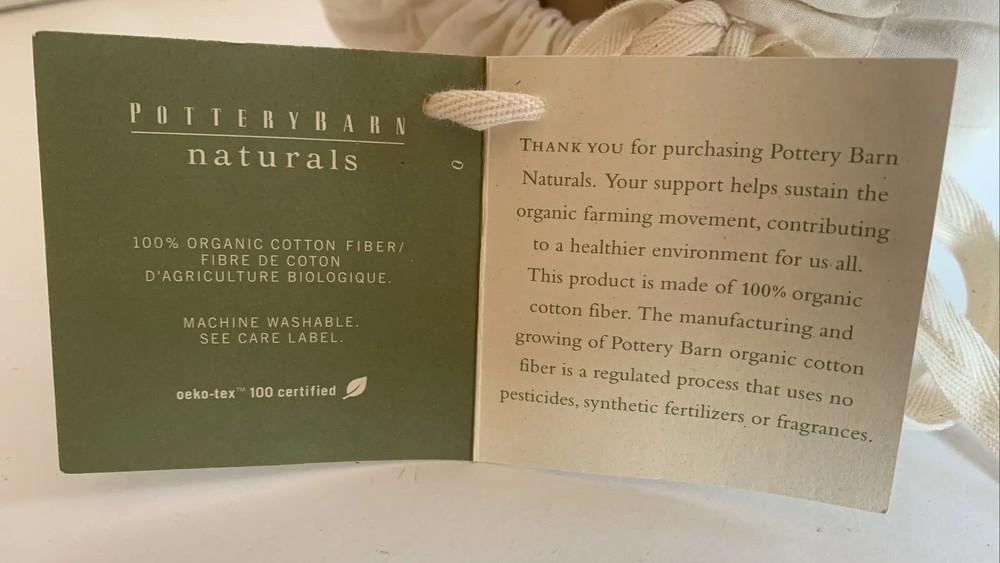 POTTERYBARN
naturals
100% ORGANIC COTTON FIBER/
FIBRE DE COTON
D'AGRICULTURE BIOLOGIQUE.
MACHINE WASHABLE.
SEE CARE LABEL.
oeko-tex™ 100 certified
THANK YOU for purchasing Pottery Barn
Naturals. Your support helps sustain the
organic farming movement, contributing
to a healthier environment for us all.
This product is made of 100% organic
cotton fiber. The manufacturing and
growing of Pottery Barn organic cotton
fiber is a regulated process that uses no
pesticides, synthetic fertilizers or fragrances.